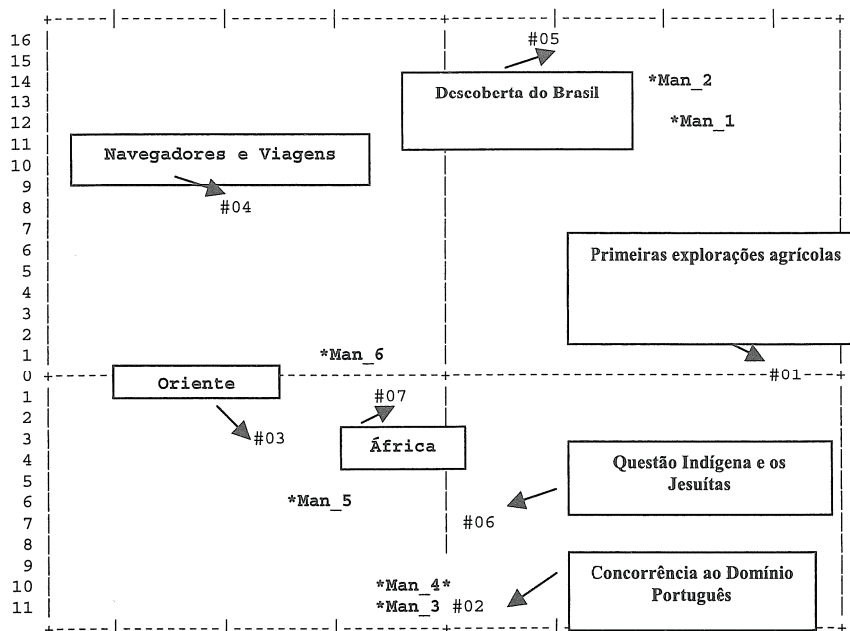 16
#05
15
14 Descoberta do Brasil *Man_2
13
12 *Man_1
11
Navegadores e Viagens
10
9
8 #04
7
6 Primeiras explorações agrícolas
5
4
3
2
1 *Man_6
0 Oriente #01
1 #07
2
3 #03 África
4 Questão Indígena e os
5 Jesuítas
6 *Man_5
7 #06
8
9 Concorrência ao Domínio
10 *Man_4* Português
11 *Man_3 #02